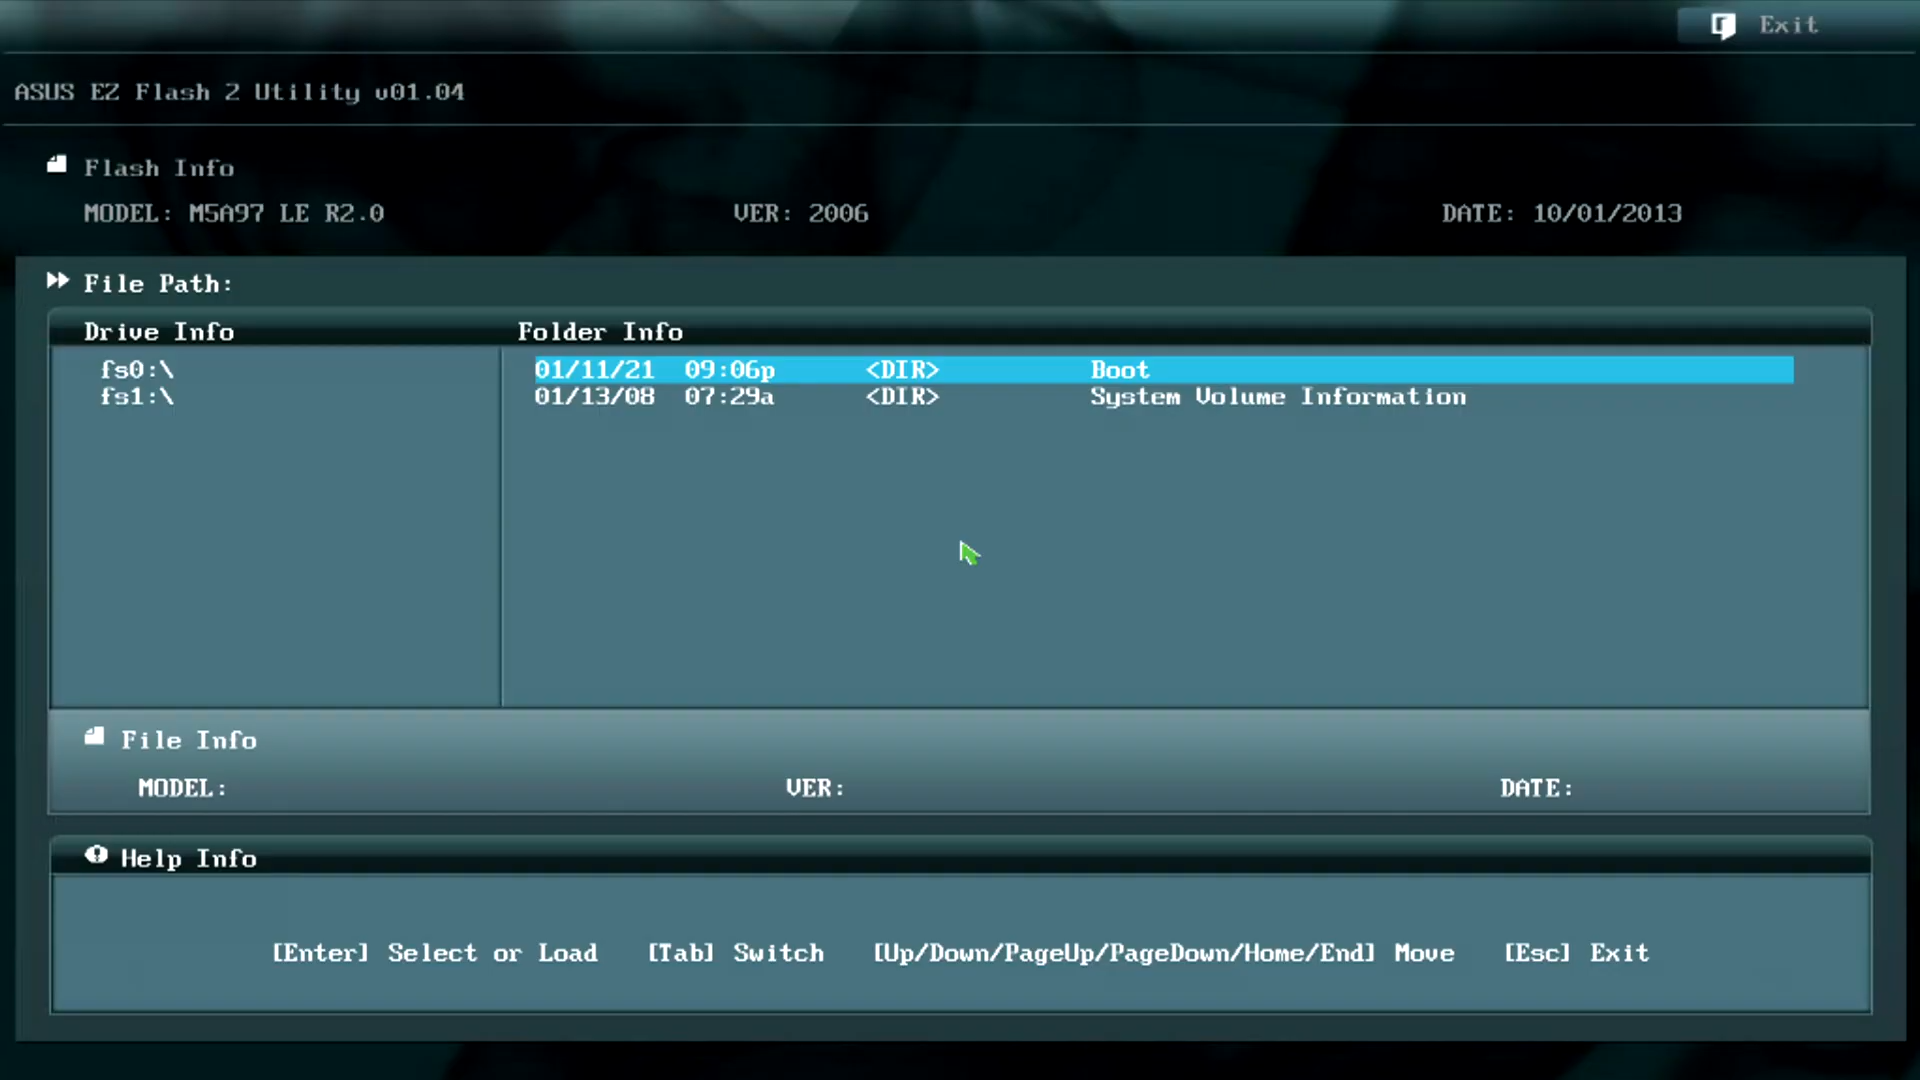 Exit
ASUS EZ Flash 2 Utility v01.04
Flash Info
MODEL: M5A97 LE R2.0 VER: 2006 DATE: 10/01/2013
File Path:
Drive Info Folder Info
fs0:\ 01/11/21 09:06p <DIR> Boot
fs1:\ 01/13/08 07:29a <DIR> System Volume Information
File Info
MODEL: VER: DATE:
Help Info
[Enter] Select or Load [Tab] Switch [Up/Down/PageUp/PageDown/Home/End] Move [Esc] Exit